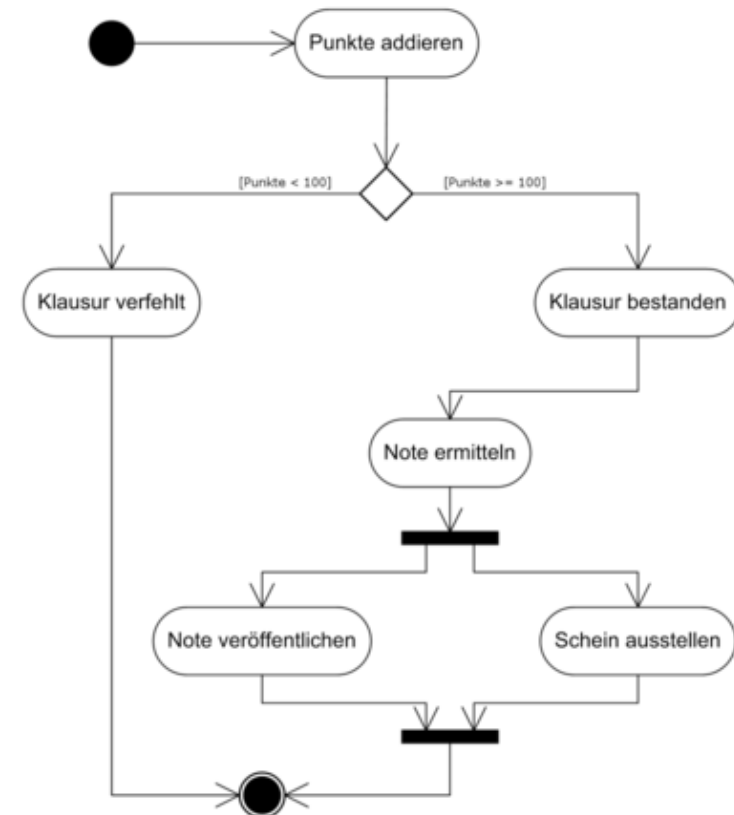 Punkte addieren
[Punkte < 100]
[Punkte >= 100]
Klausur verfehlt
Klausur bestanden
Note ermitteln
Note veröffentlichen
Schein ausstellen